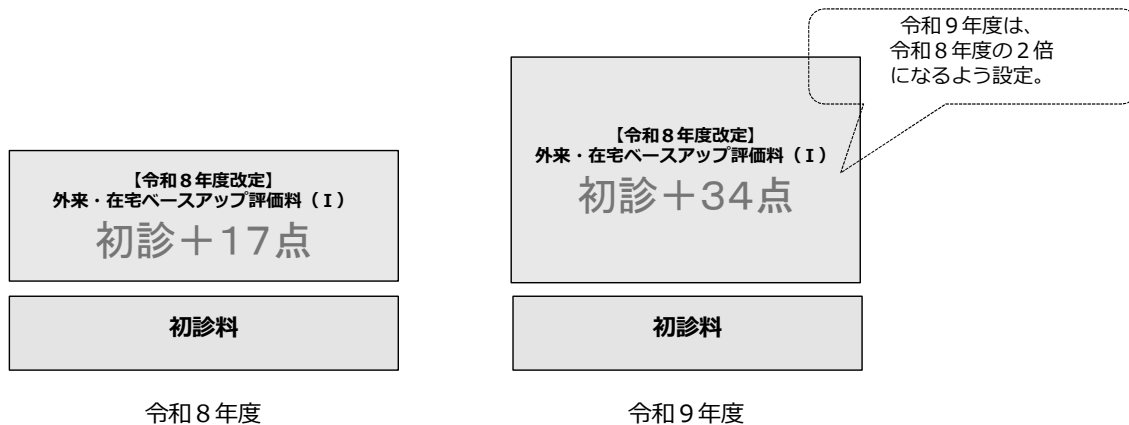 令和９年度は、
令和８年度の２倍
になるよう設定。
【令和８年度改定】
外来・在宅ベースアップ評価料（Ⅰ）
初診＋１７点
初診料
令和８年度
【令和８年度改定】
外来・在宅ベースアップ評価料（Ⅰ）
初診＋３４点
初診料
令和９年度